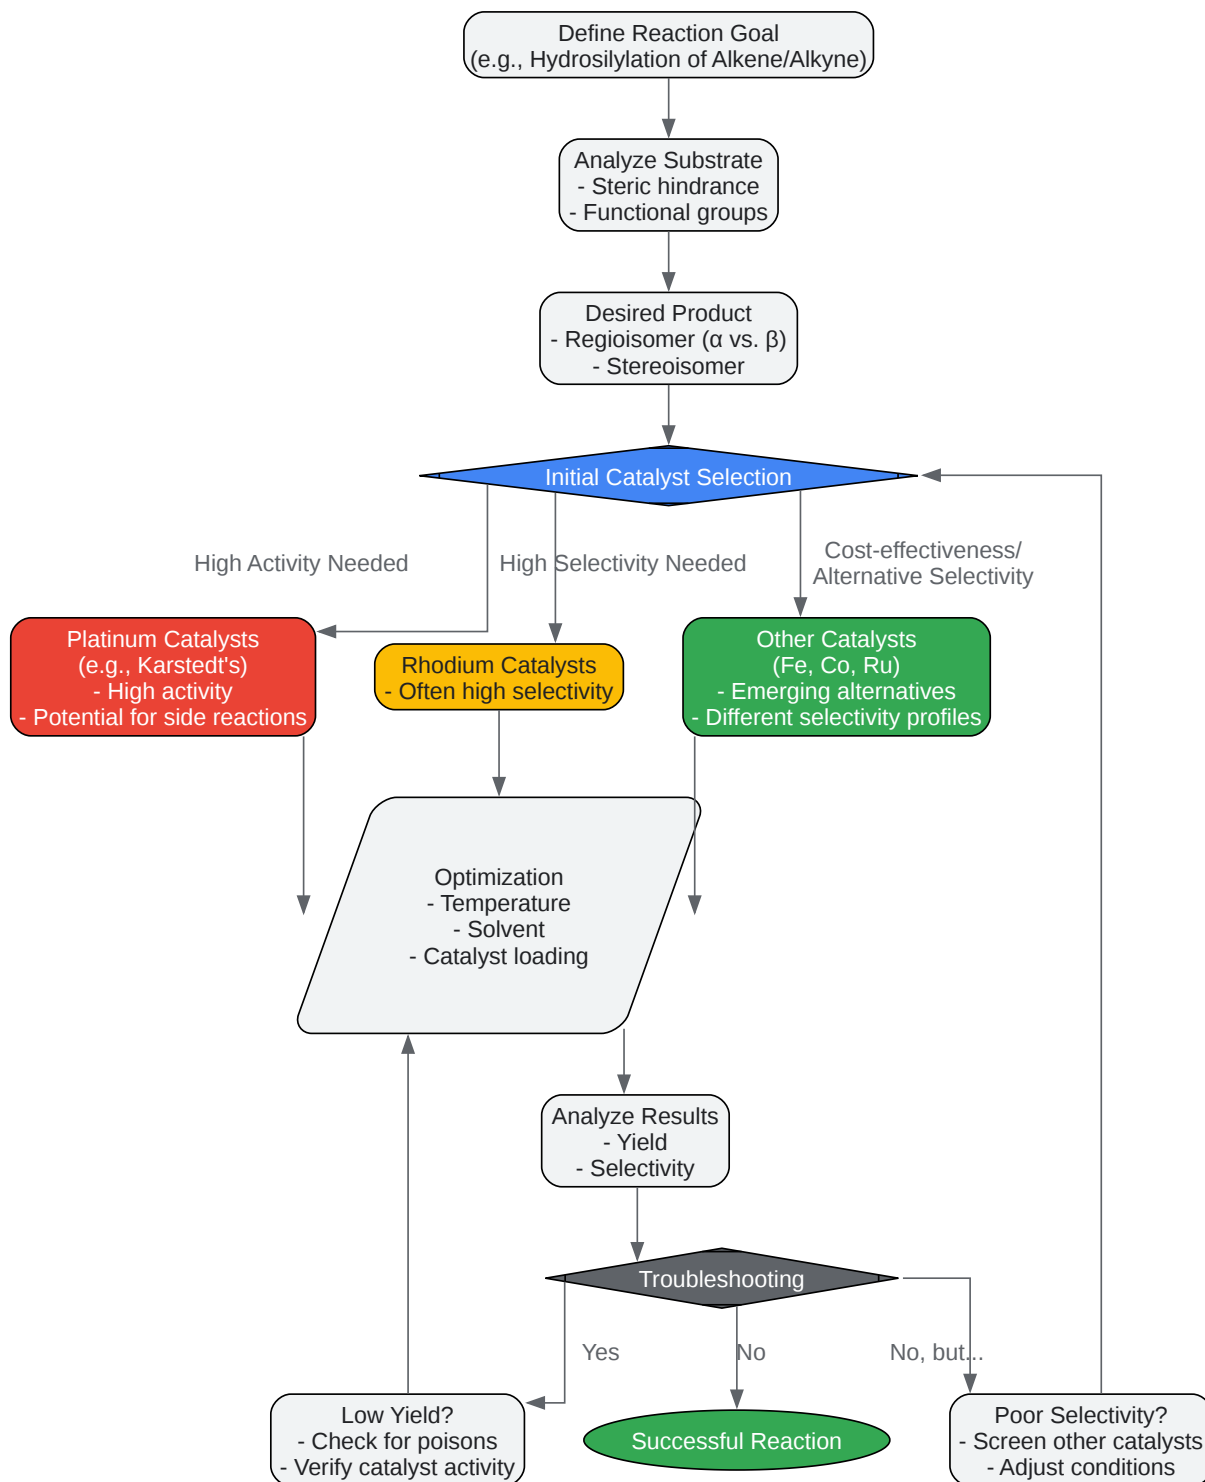 Define Reaction Goal
(e.g., Hydrosilylation of Alkene/Alkyne)
Analyze Substrate
- Steric hindrance
- Functional groups
Desired Product
- Regioisomer (α vs. β)
- Stereoisomer
Initial Catalyst Selection
High Activity Needed
High Selectivity Needed
Cost-effectiveness/
Alternative Selectivity
Platinum Catalysts
(e.g., Karstedt's)
- High activity
- Potential for side reactions
Rhodium Catalysts
- Often high selectivity
Other Catalysts
(Fe, Co, Ru)
- Emerging alternatives
- Different selectivity profiles
Optimization
- Temperature
- Solvent
- Catalyst loading
Analyze Results
- Yield
- Selectivity
Troubleshooting
Yes
No
No, but...
Low Yield?
- Check for poisons
- Verify catalyst activity
Successful Reaction
Poor Selectivity?
- Screen other catalysts
- Adjust conditions